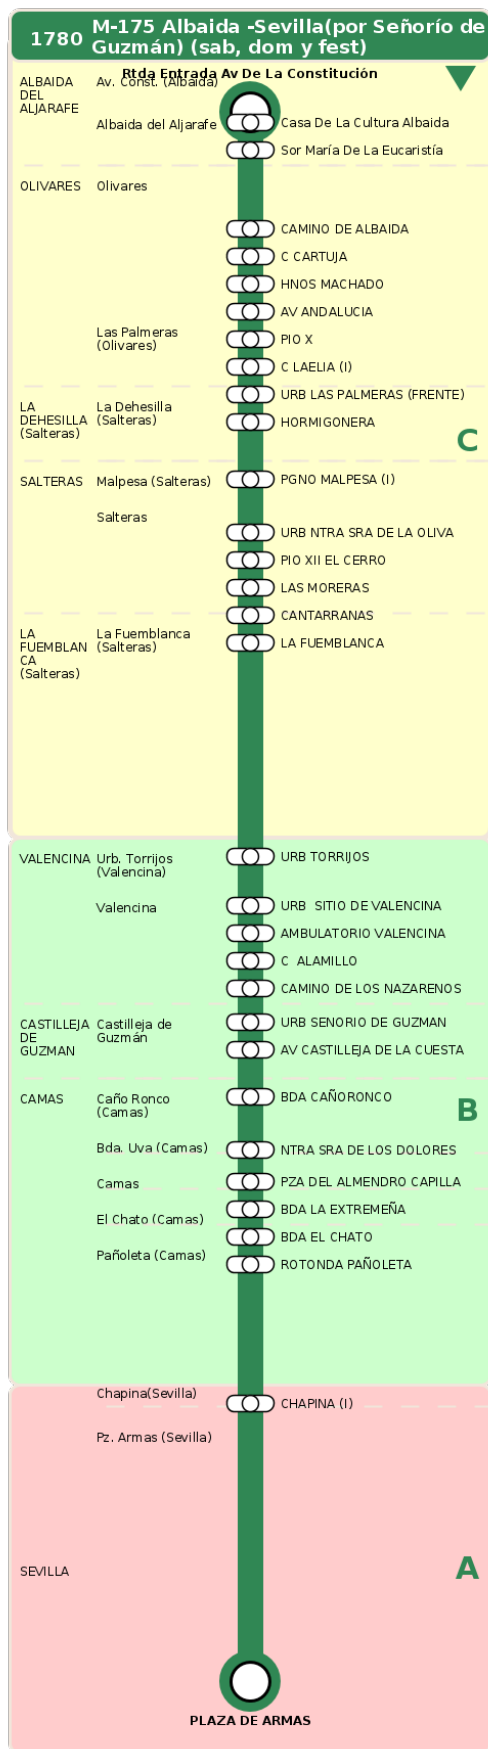 1780
M-175 Albaida -Sevilla(por Señorío de
Guzmán) (sab, dom y fest)
Rtda Entrada Av De La Constitución
ALBAIDA
DEL
ALJARAFE
Av. Const. (Albaida)
Albaida del Aljarafe
Casa De La Cultura Albaida
Sor María De La Eucaristía
OLIVARES
Olivares
CAMINO DE ALBAIDA
C CARTUJA
HNOS MACHADO
AV ANDALUCIA
Las Palmeras
(Olivares)
PIO X
C LAELIA (I)
URB LAS PALMERAS (FRENTE)
LA
DEHESILLA
(Salteras)
La Dehesilla
(Salteras)
HORMIGONERA
C
SALTERAS
Malpesa (Salteras)
PGNO MALPESA (I)
Salteras
URB NTRA SRA DE LA OLIVA
PIO XII EL CERRO
LAS MORERAS
CANTARRANAS
LA
FUEMBLAN
CA
(Salteras)
La Fuemblanca
(Salteras)
LA FUEMBLANCA
VALENCINA
Urb. Torrijos
(Valencina)
URB TORRIJOS
Valencina
URB  SITIO DE VALENCINA
AMBULATORIO VALENCINA
C  ALAMILLO
CAMINO DE LOS NAZARENOS
CASTILLEJA
DE
GUZMAN
Castilleja de
Guzmán
URB SENORIO DE GUZMAN
AV CASTILLEJA DE LA CUESTA
CAMAS
Caño Ronco
(Camas)
BDA CAÑORONCO
B
Bda. Uva (Camas)
NTRA SRA DE LOS DOLORES
Camas
PZA DEL ALMENDRO CAPILLA
El Chato (Camas)
BDA LA EXTREMEÑA
BDA EL CHATO
Pañoleta (Camas)
ROTONDA PAÑOLETA
Chapina(Sevilla)
CHAPINA (I)
Pz. Armas (Sevilla)
SEVILLA
A
PLAZA DE ARMAS